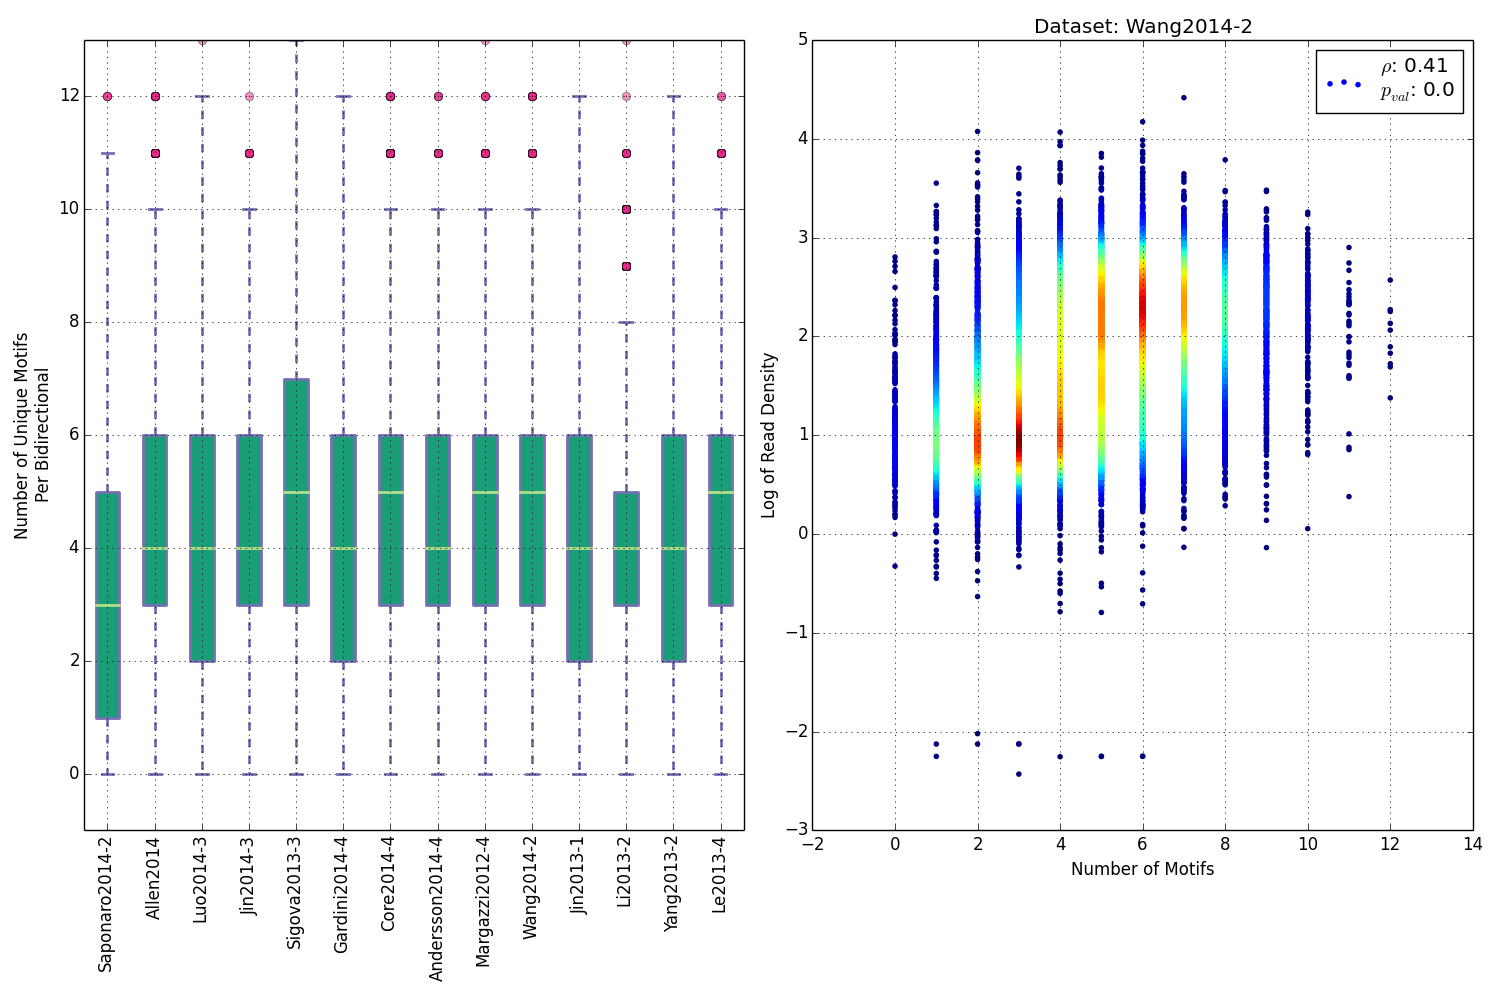 Number of Unique Motifs
Per Bidirectional
12
10
8
6
4
2
0
Saponaro2014-2
Allen2014
Luo2014-3
Jin2014-3
Sigova2013-3
Gardini2014-4
Core2014-4
Andersson2014-4
Margazzi2012-4
Wang2014-2
Jin2013-1
Li2013-2
Yang2013-2
Le2013-4
Dataset: Wang2014-2
ρ: 0.41
p_val: 0.0
Log of Read Density
5
4
3
2
1
0
−1
−2
−3
−2 0 2 4 6 8 10 12 14
Number of Motifs